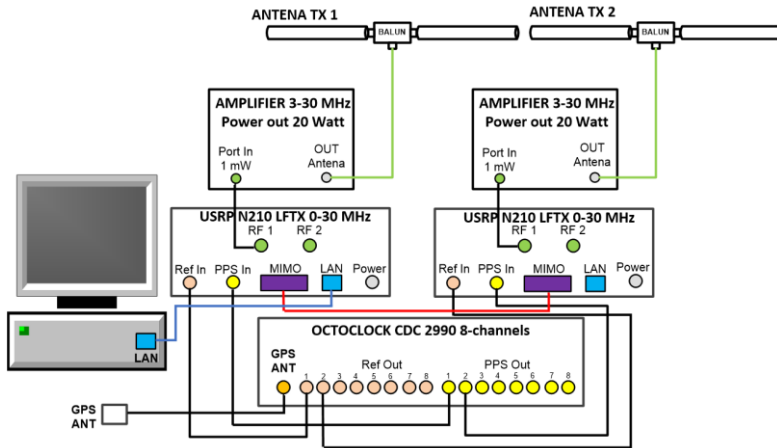 ANTENA TX 1
ANTENA TX 2
BALUN
BALUN
AMPLIFIER 3-30 MHz
Power out 20 Watt
Port In
1 mW
OUT
Antena
AMPLIFIER 3-30 MHz
Power out 20 Watt
Port In
1 mW
OUT
Antena
USRP N210 LFTX 0-30 MHz
RF 1
RF 2
Ref In
PPS In
MIMO
LAN
Power
USRP N210 LFTX 0-30 MHz
RF 1
RF 2
Ref In
PPS In
MIMO
LAN
Power
LAN
OCTOCLOCK CDC 2990 8-channels
GPS
ANT
Ref Out
1 2 3 4 5 6 7 8
PPS Out
1 2 3 4 5 6 7 8
GPS
ANT